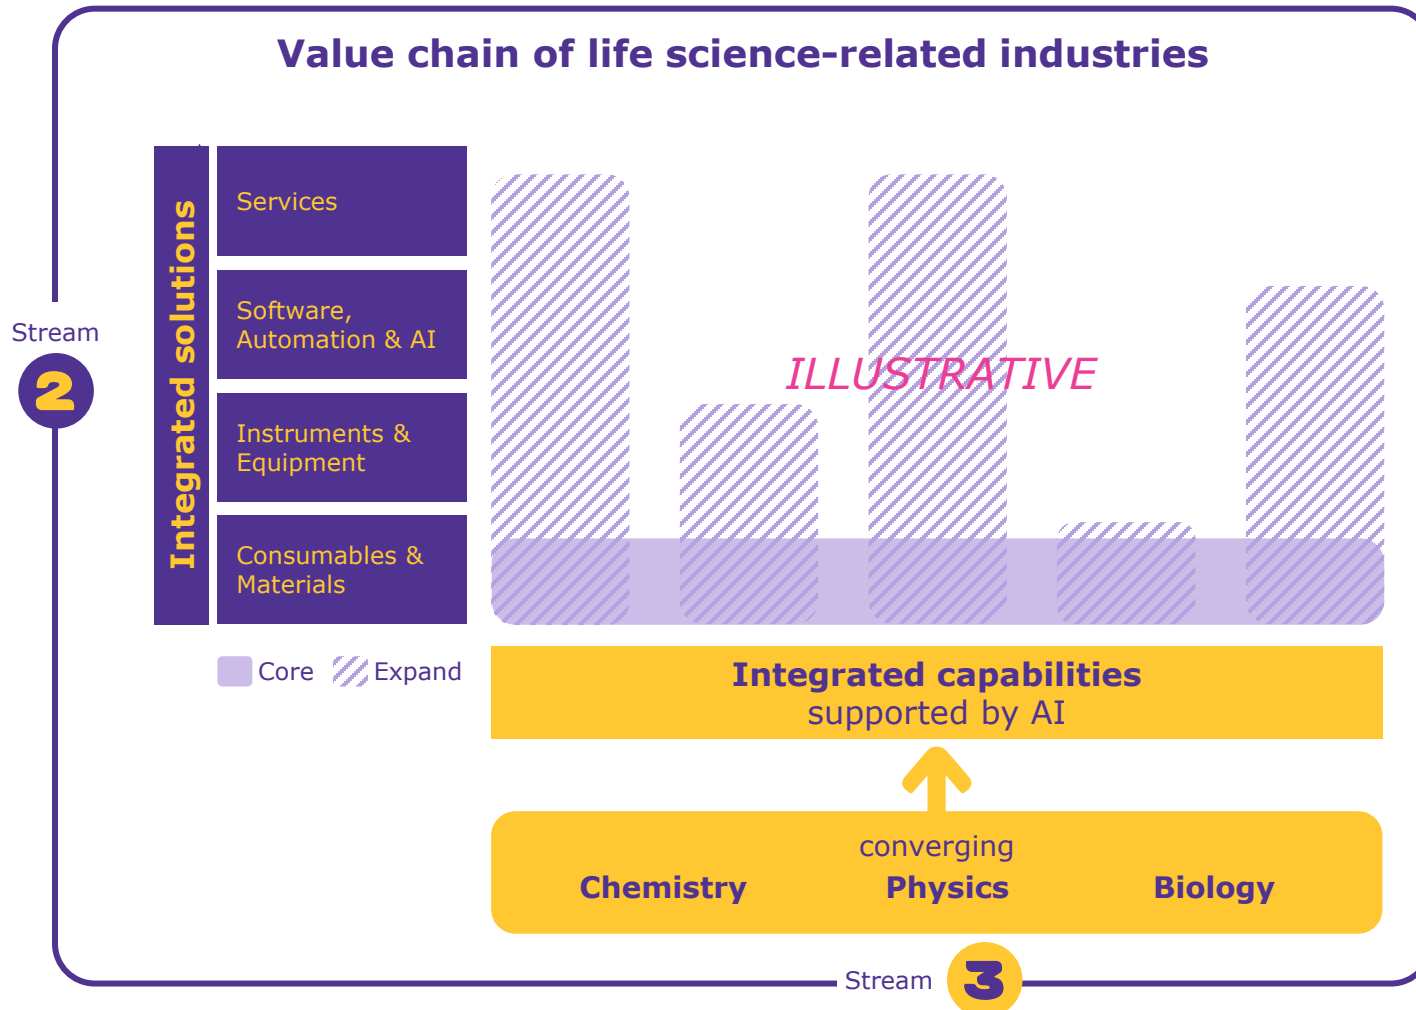 Value chain of life science-related industries
Integrated solutions
Services
Software,
Automation & AI
Instruments &
Equipment
Consumables &
Materials
Stream
2
ILLUSTRATIVE
Core
Expand
Integrated capabilities
supported by AI
converging
Chemistry Physics Biology
Stream 3